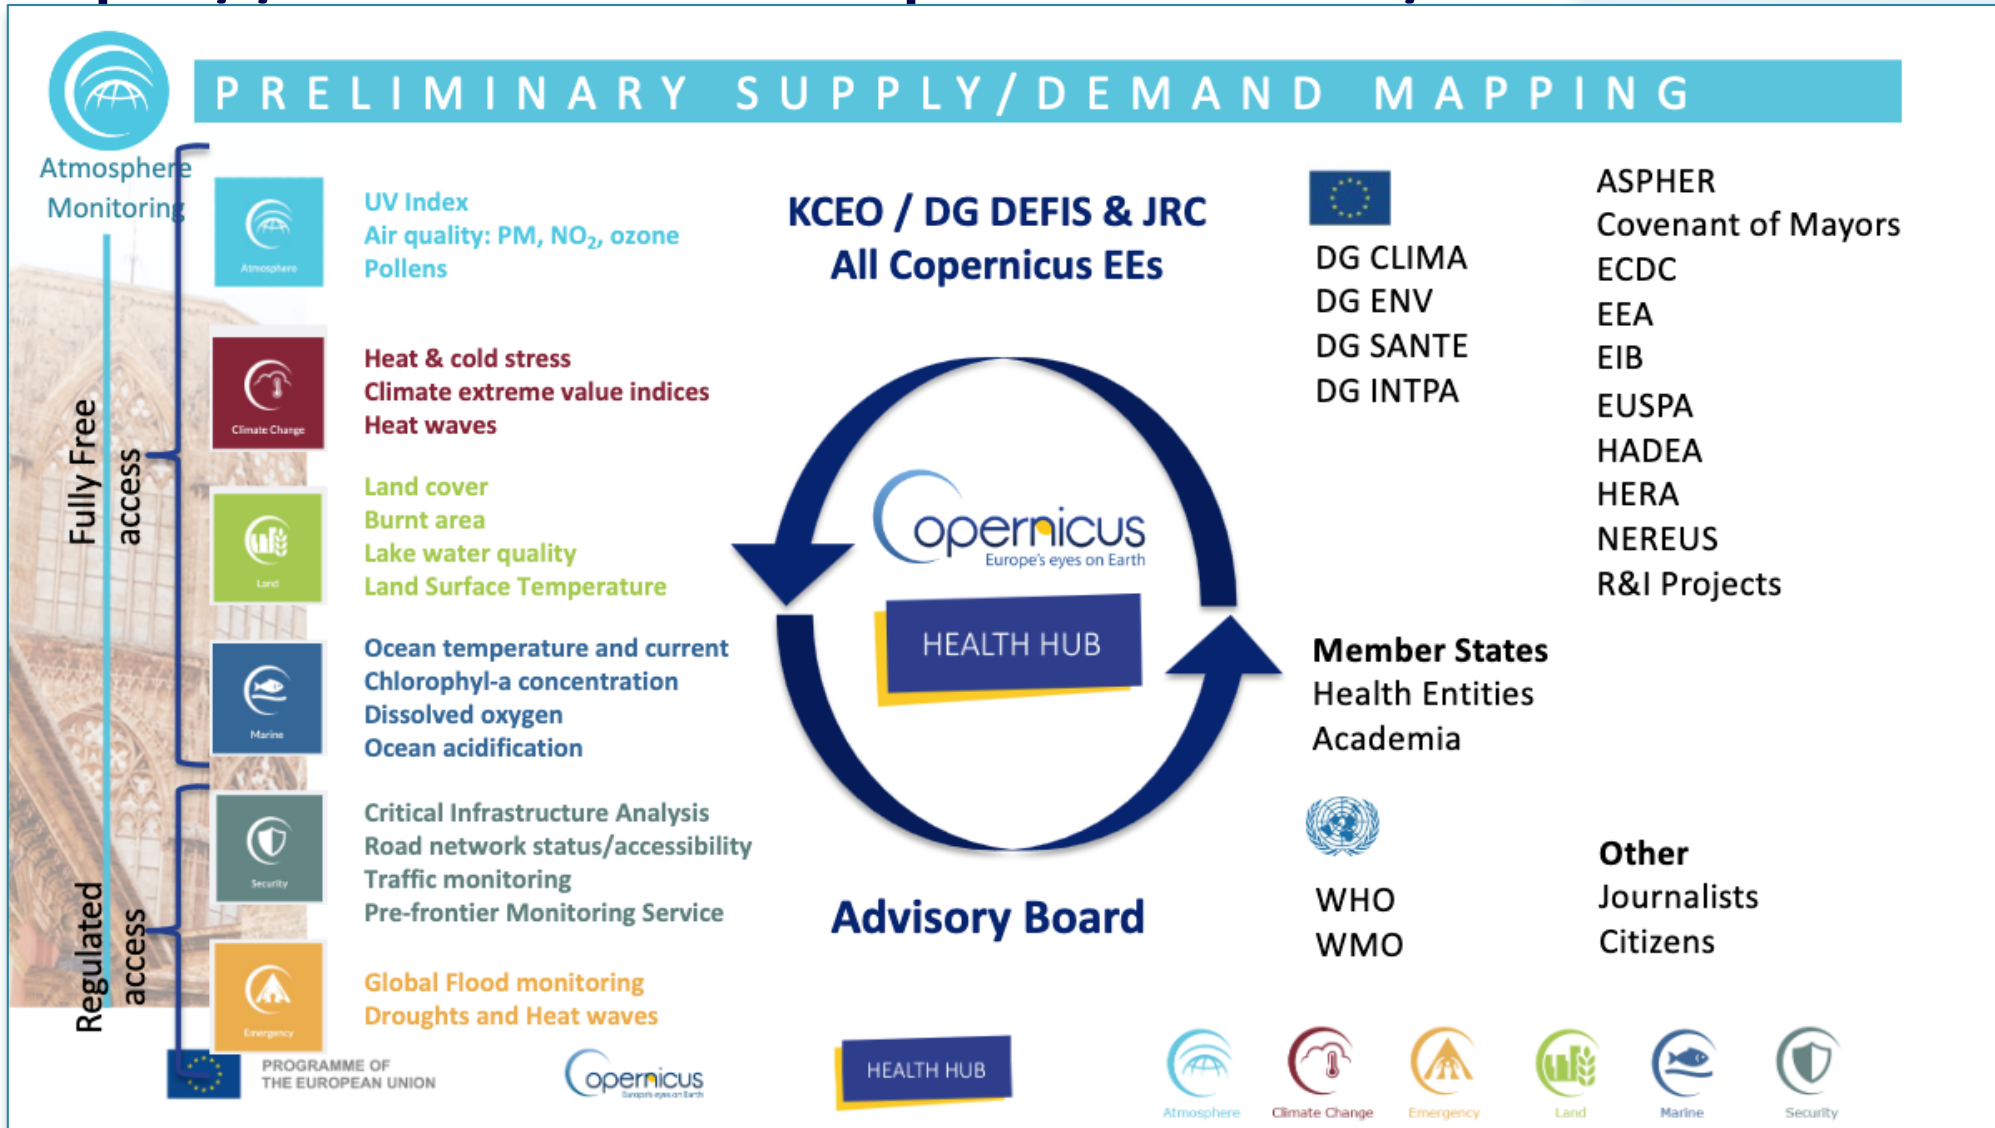 PRELIMINARY SUPPLY/DEMAND MAPPING
Atmosphere
Monitoring
Fully Free
access
Regulated
access
Atmosphere
UV Index
Air quality: PM, NO₂, ozone
Pollens
Climate Change
Heat & cold stress
Climate extreme value indices
Heat waves
Land
Land cover
Burnt area
Lake water quality
Land Surface Temperature
Marine
Ocean temperature and current
Chlorophyl-a concentration
Dissolved oxygen
Ocean acidification
Security
Critical Infrastructure Analysis
Road network status/accessibility
Traffic monitoring
Pre-frontier Monitoring Service
Emergency
Global Flood monitoring
Droughts and Heat waves
KCEO / DG DEFIS & JRC
All Copernicus EEs
Copernicus
Europe's eyes on Earth
HEALTH HUB
Advisory Board
DG CLIMA
DG ENV
DG SANTE
DG INTPA
Member States
Health Entities
Academia
WHO
WMO
ASPHER
Covenant of Mayors
ECDC
EEA
EIB
EUSPA
HADEA
HERA
NEREUS
R&I Projects
Other
Journalists
Citizens
PROGRAMME OF
THE EUROPEAN UNION
Copernicus
Europe's eyes on Earth
HEALTH HUB
Atmosphere
Climate Change
Emergency
Land
Marine
Security